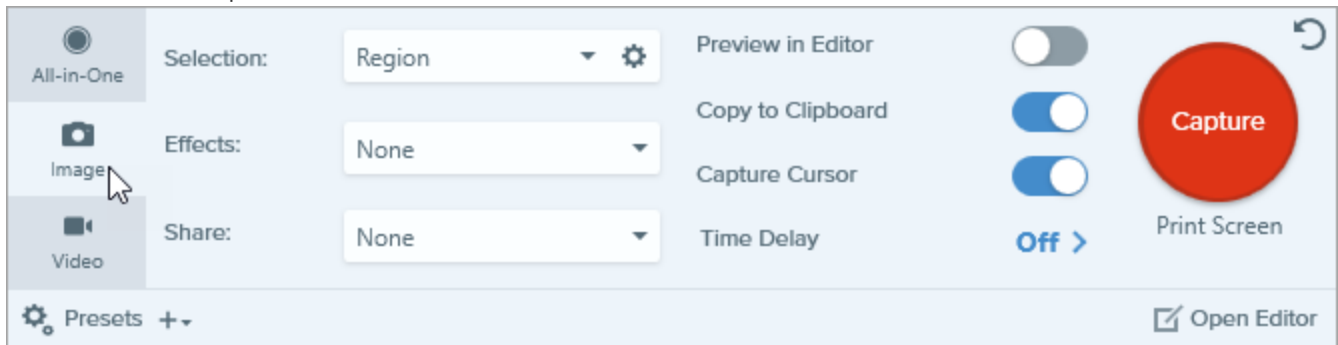 All-in-One
Image
Video
Selection:
Region
Effects:
None
Share:
None
Preview in Editor
Copy to Clipboard
Capture Cursor
Time Delay
Off >
Capture
Print Screen
Presets +
Open Editor